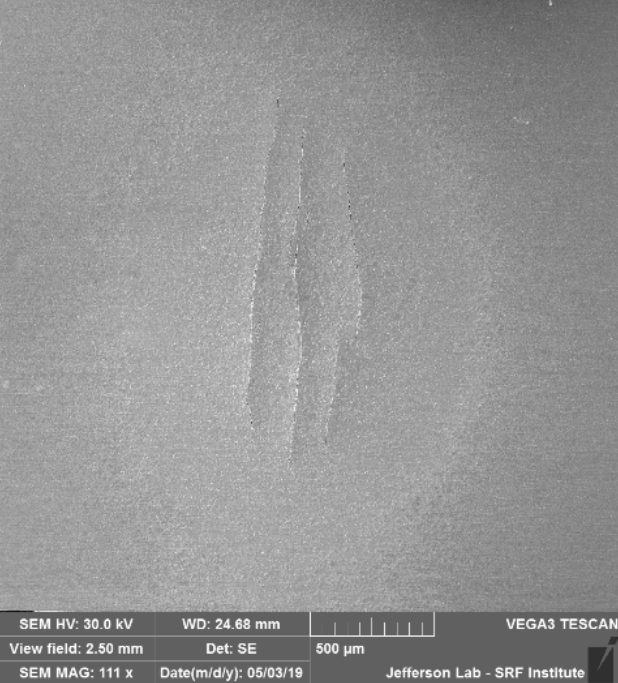 SEM HV: 30.0 kV WD: 24.68 mm VEGA3 TESCAN
View field: 2.50 mm Det: SE 500 µm
SEM MAG: 111 x Date(m/d/y): 05/03/19 Jefferson Lab - SRF Institute